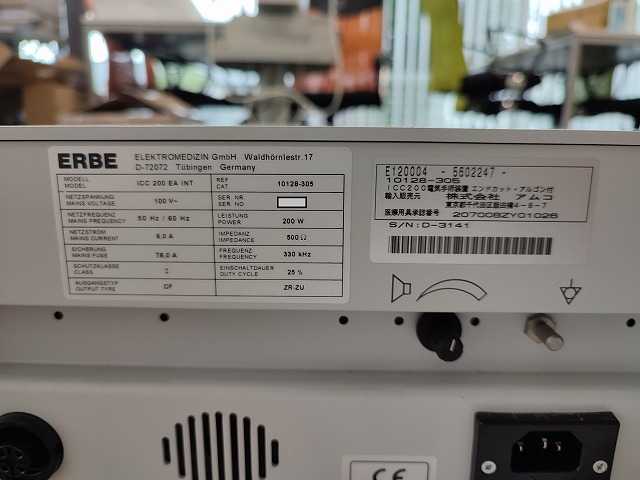 ERBE ELEKTROMEDIZIN GmbH Waldhörnlestr.17
D-72072 Tübingen Germany
MODELL
MODEL
ICC 200 EA INT
REF
CAT
10128-305
NETZSPANNUNG
MAINS VOLTAGE
100 V~
SER NR
SER NO
NETZFREQUENZ
MAINS FREQUENCY
50 Hz / 60 Hz
LEISTUNG
POWER
200 W
NETZSTROM
MAINS CURRENT
6,0 A
IMPEDANZ
IMPEDANCE
500 Ω
SICHERUNG
MAINS FUSE
T8,0 A
FREQUENZ
FREQUENCY
330 kHz
SCHUTZKLASSE
CLASS
I
EINSCHALTDAUER
DUTY CYCLE
25 %
AUSGANGSTYP
OUTPUT TYPE
CF
ZR-ZU
E120004 - 5602247 -
10128-305
ICC200電気手術装置 エンドカット・アルゴン付
輸入販売元 株式会社 アムコ
東京都千代田区飯田橋4-8-7
医療用具承認番号 20700BZY01026
S/N: D-3141
CE